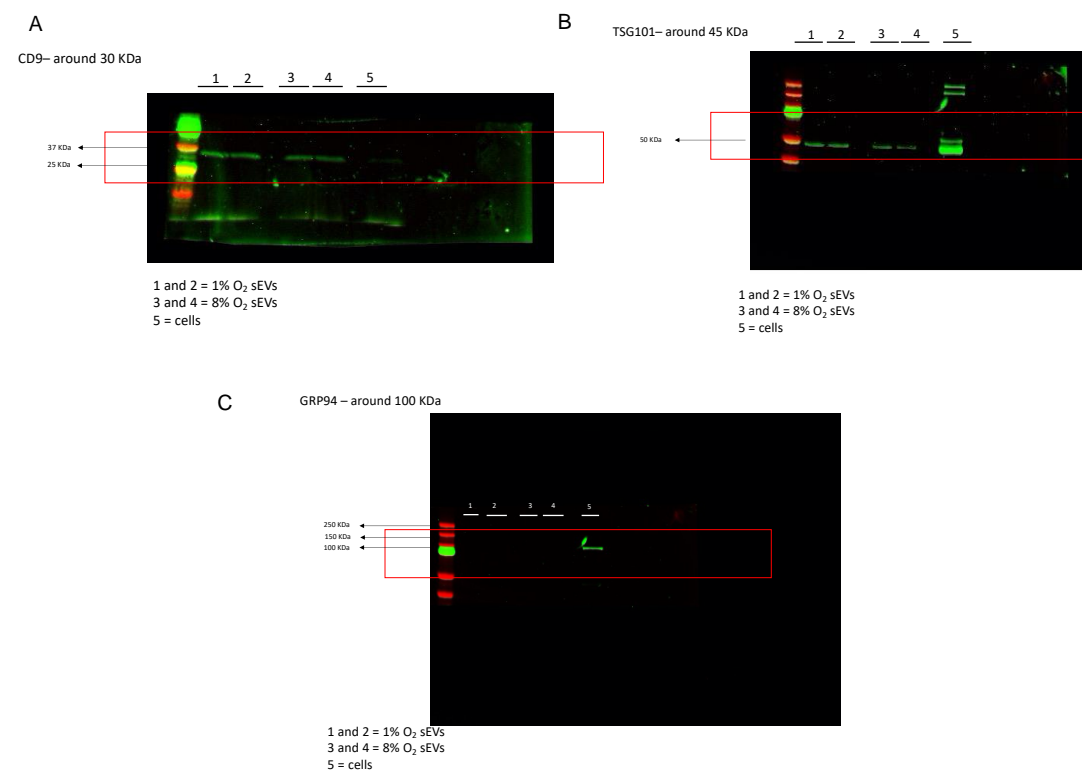 A
CD9– around 30 KDa
1 2 3 4 5
37 KDa
25 KDa
1 and 2 = 1% O₂ sEVs
3 and 4 = 8% O₂ sEVs
5 = cells
B
TSG101– around 45 KDa
1 2 3 4 5
50 KDa
1 and 2 = 1% O₂ sEVs
3 and 4 = 8% O₂ sEVs
5 = cells
C
GRP94 – around 100 KDa
1 2 3 4 5
250 KDa
150 KDa
100 KDa
1 and 2 = 1% O₂ sEVs
3 and 4 = 8% O₂ sEVs
5 = cells